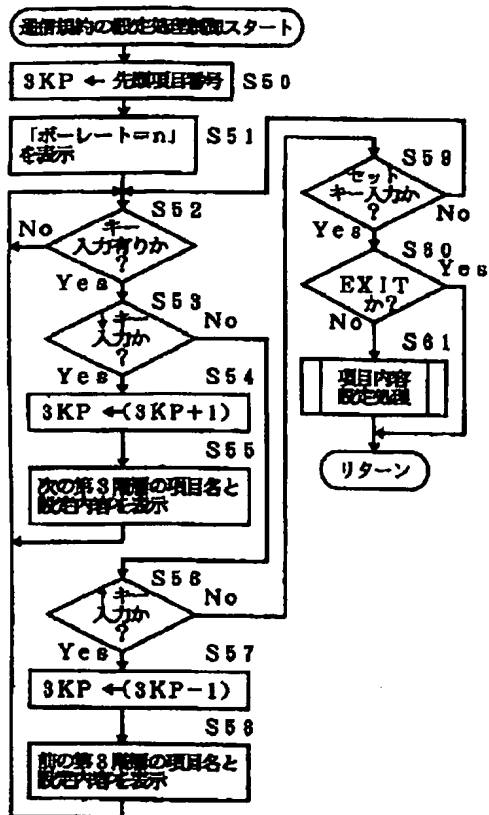 通信規約の設定処理制御スタート
3KP ← 先頭項目番号
S50
「ボーレート=n」
を表示
S51
S52
No
キー
入力有りか
?
Yes
S53
↓キー
入力か
?
No
Yes
S54
3KP ←(3KP+1)
S55
次の第3階層の項目名と
設定内容を表示
S56
↑キー
入力か
?
No
Yes
S57
3KP ←(3KP-1)
S58
前の第3階層の項目名と
設定内容を表示
S59
セット
キー入力か
?
No
Yes
S60
Yes
EXIT
か?
No
S61
項目内容
設定処理
リターン